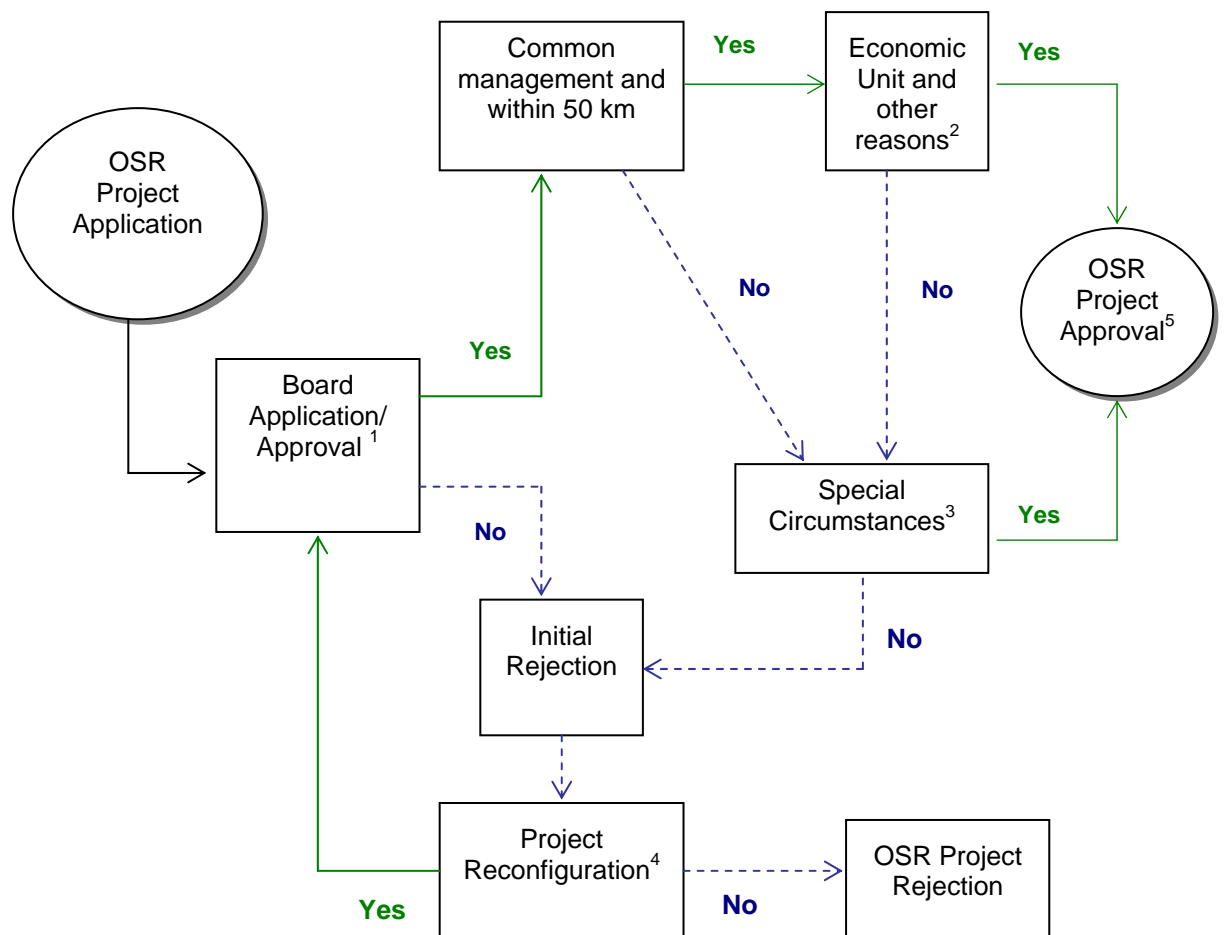 Common
management and
within 50 km
Yes
Economic
Unit and
other
reasons2
Yes
OSR
Project
Application
No
No
OSR
Project
Approval5
Yes
Board
Application/
Approval 1
Special
Circumstances3
Yes
No
Initial
Rejection
No
Project
Reconfiguration4
OSR Project
Rejection
Yes
No